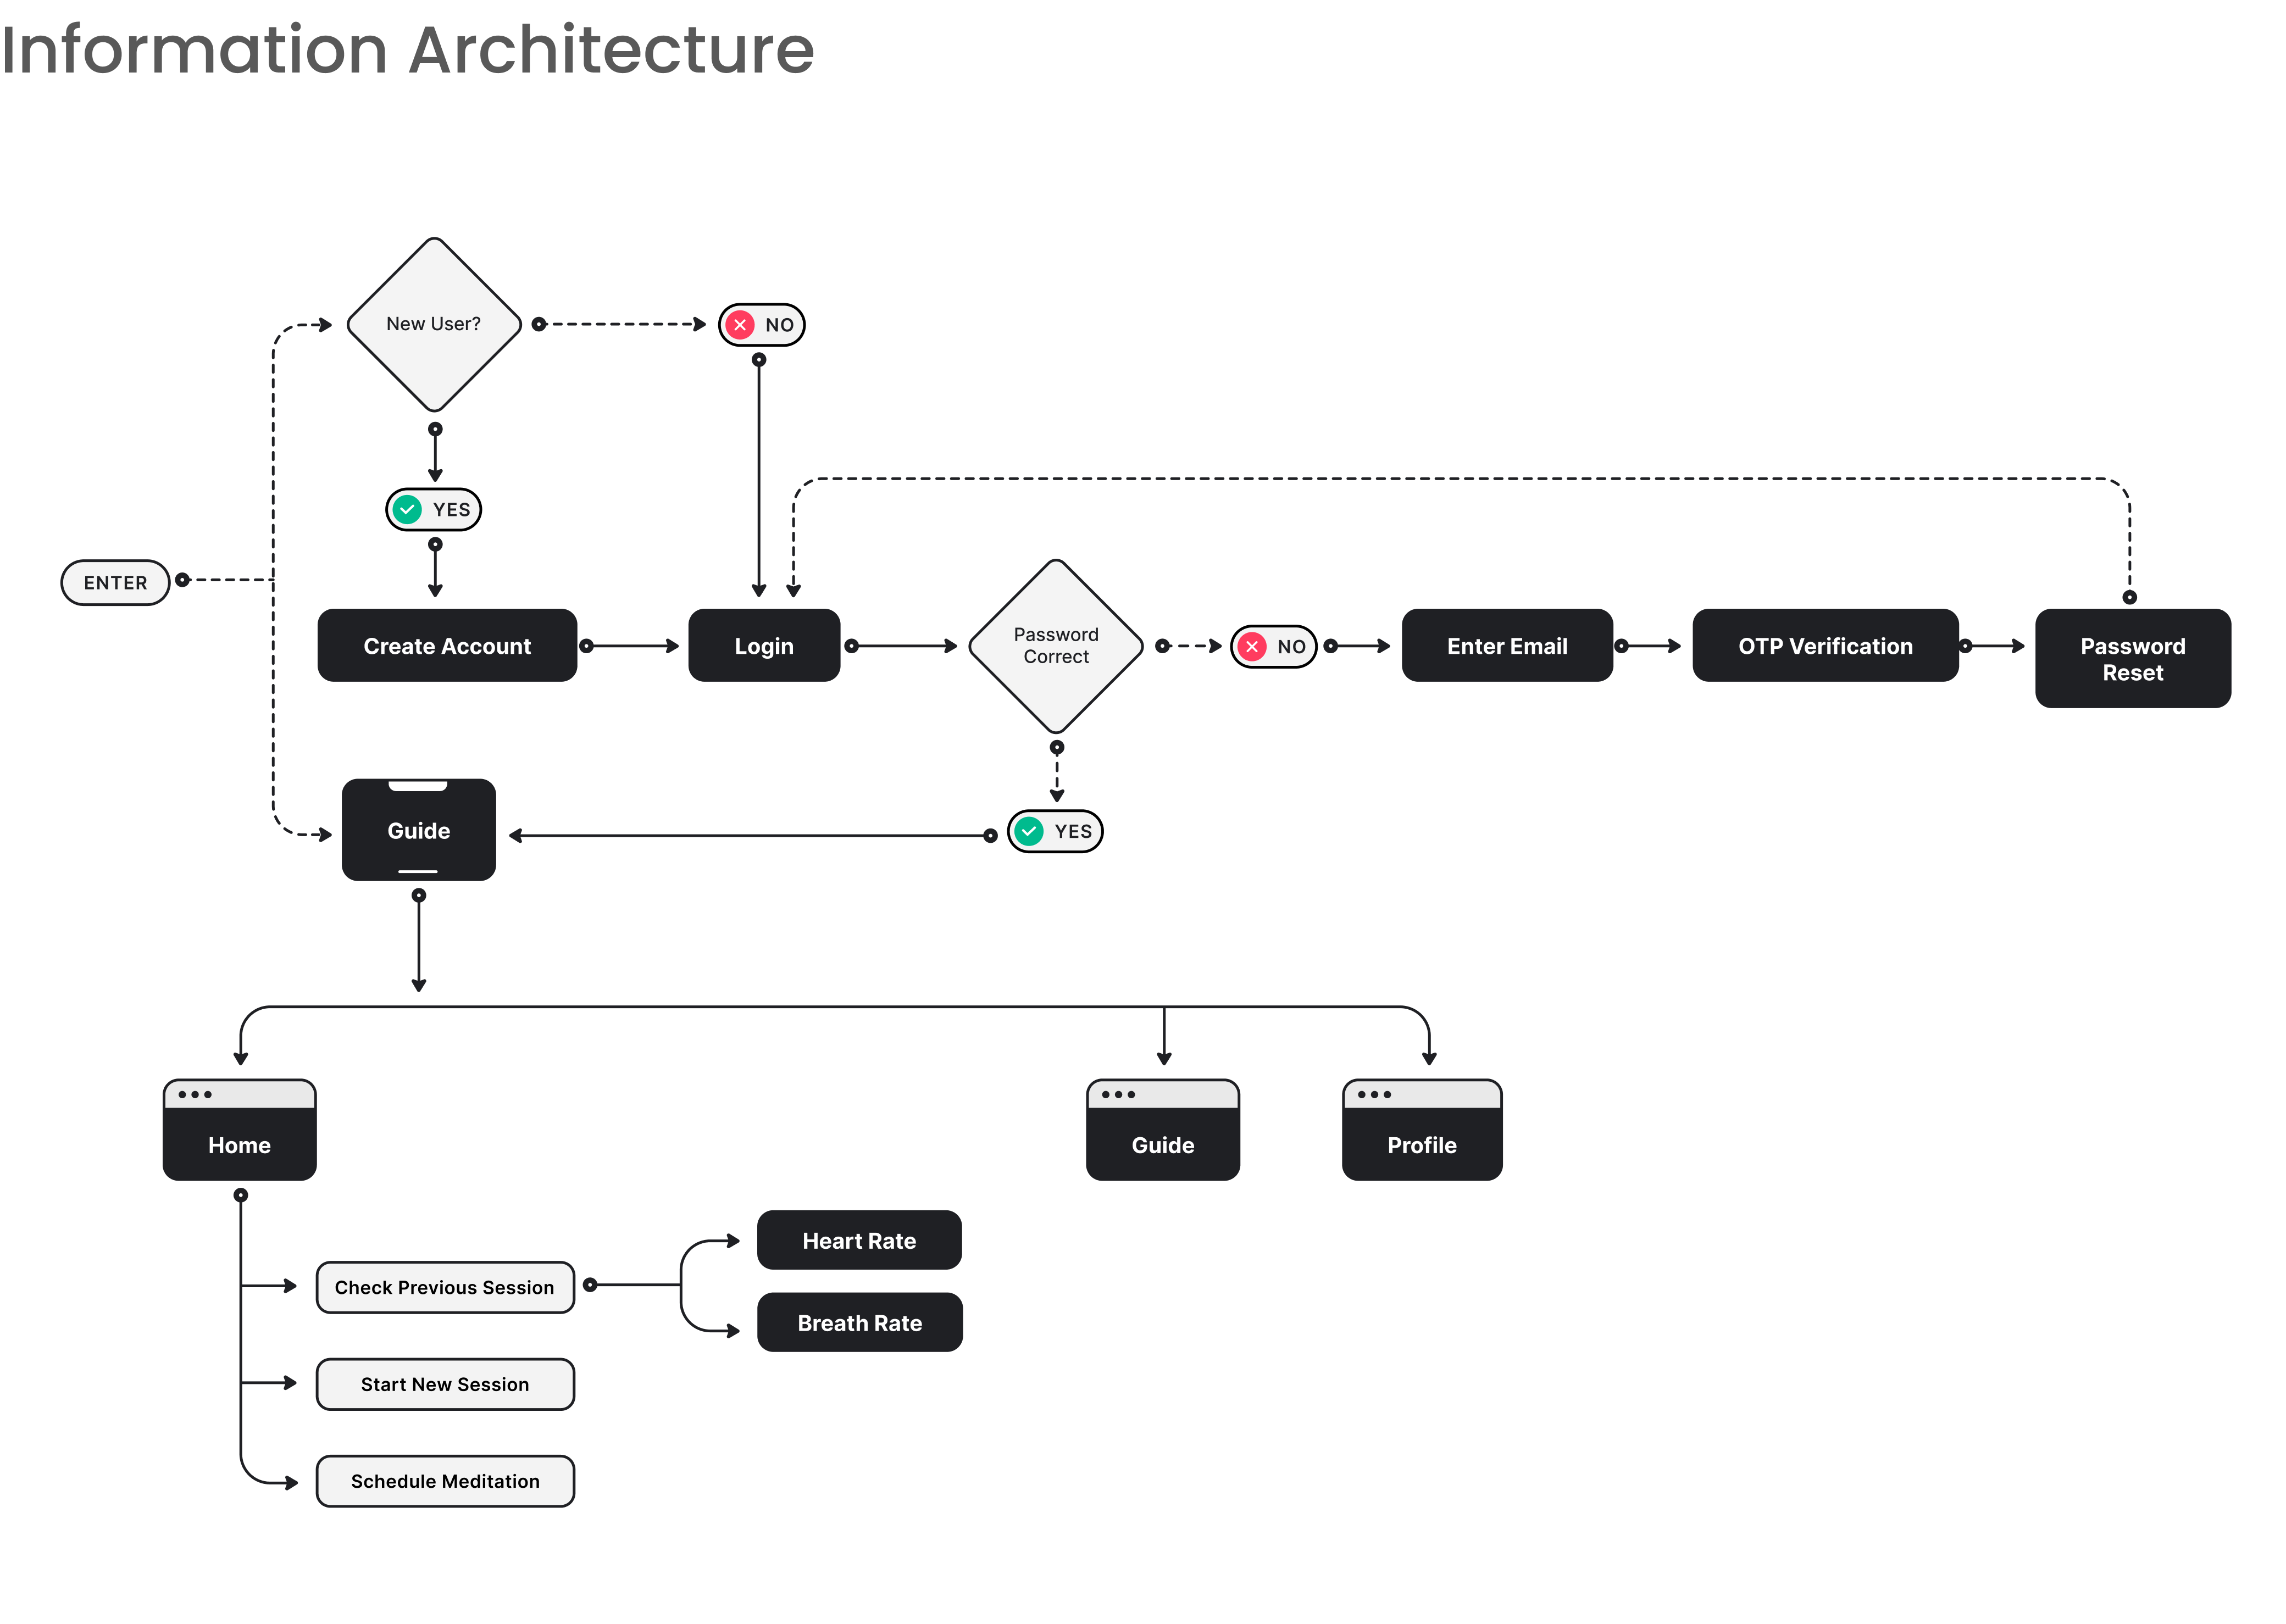 Information Architecture
New User?
NO
YES
ENTER
Create Account
Login
Password
Correct
NO
Enter Email
OTP Verification
Password
Reset
Guide
YES
Home
Guide
Profile
Heart Rate
Check Previous Session
Breath Rate
Start New Session
Schedule Meditation